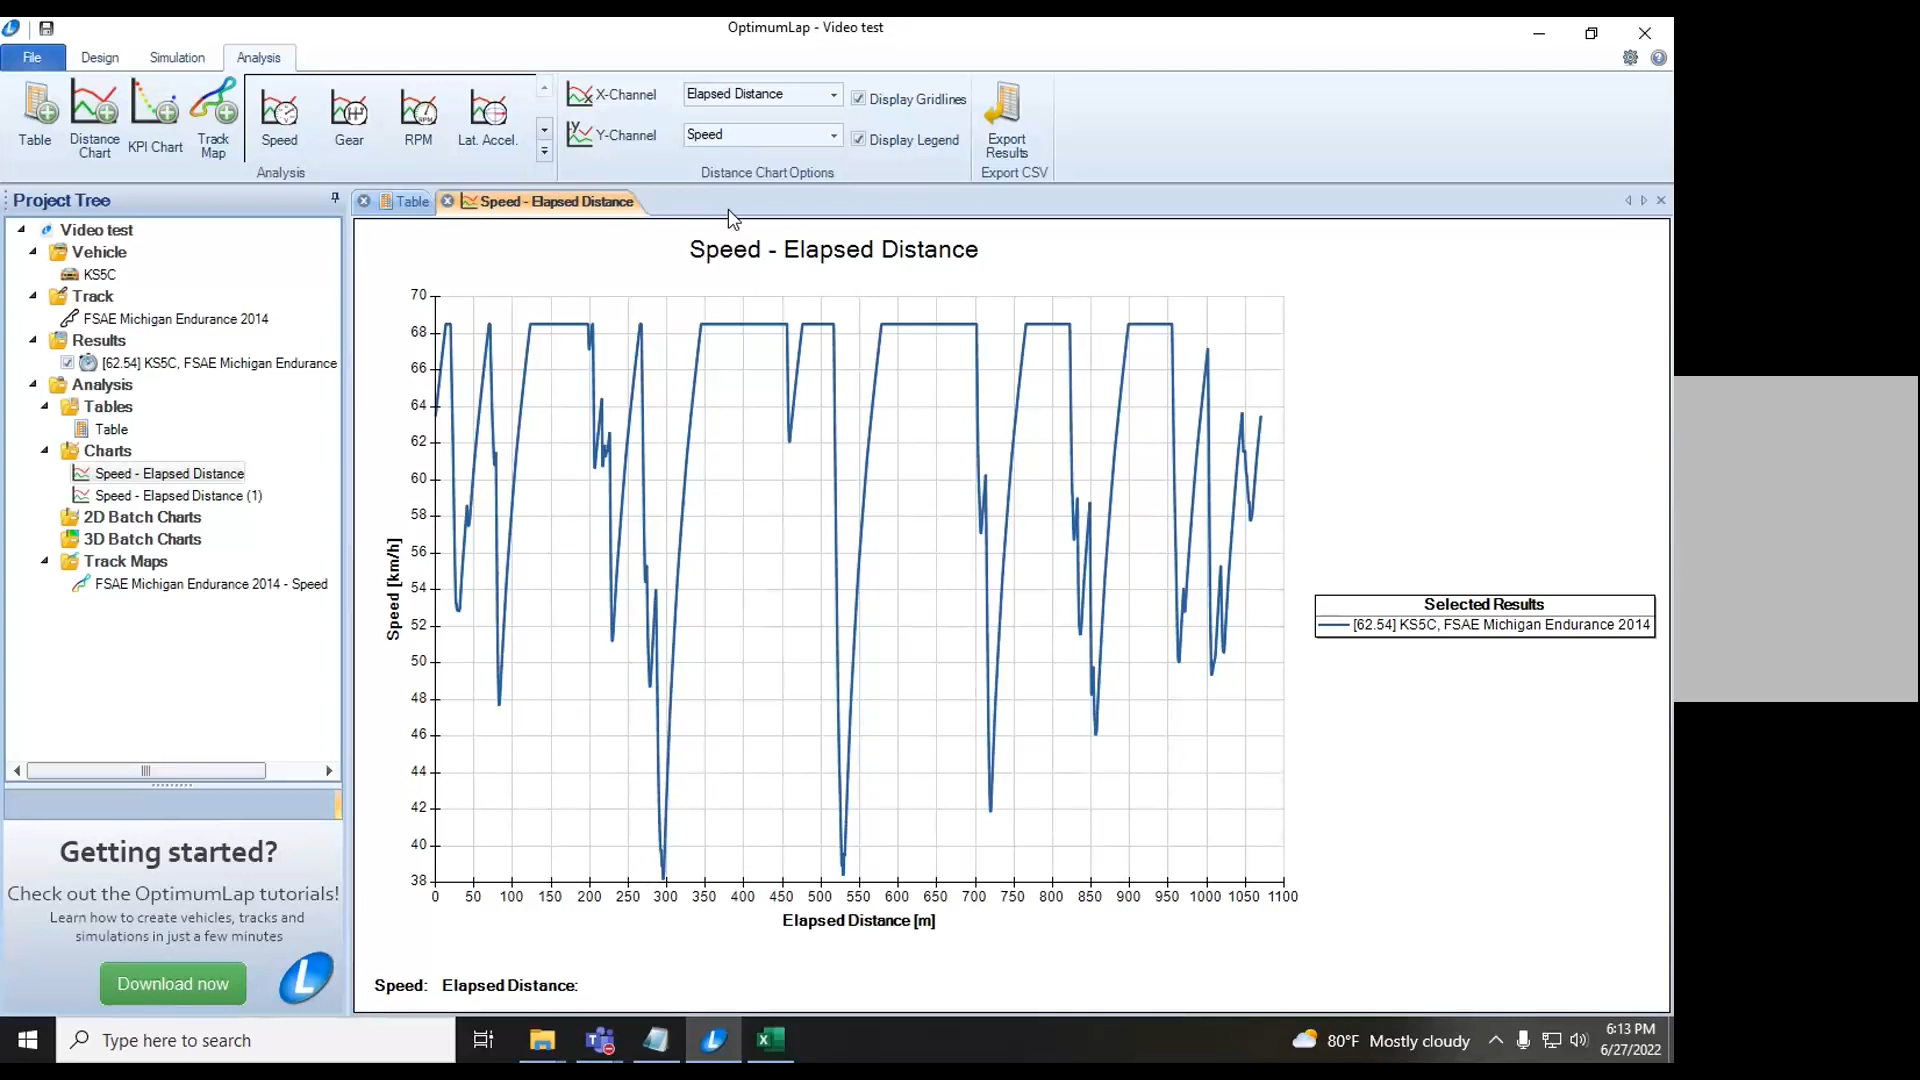 OptimumLap - Video test
File
Design
Simulation
Analysis
Table
Distance Chart
KPI Chart
Track Map
Speed
Gear
RPM
Lat. Accel.
Analysis
X-Channel
Elapsed Distance
Display Gridlines
Y-Channel
Speed
Display Legend
Distance Chart Options
Export Results
Export CSV
Project Tree
Video test
Vehicle
KS5C
Track
FSAE Michigan Endurance 2014
Results
[62.54] KS5C, FSAE Michigan Endurance
Analysis
Tables
Table
Charts
Speed - Elapsed Distance
Speed - Elapsed Distance (1)
2D Batch Charts
3D Batch Charts
Track Maps
FSAE Michigan Endurance 2014 - Speed
Getting started?
Check out the OptimumLap tutorials!
Learn how to create vehicles, tracks and
simulations in just a few minutes
Download now
Table
Speed - Elapsed Distance
Speed - Elapsed Distance
70
68
66
64
62
60
58
56
54
52
50
48
46
44
42
40
38
Speed [km/h]
0 50 100 150 200 250 300 350 400 450 500 550 600 650 700 750 800 850 900 950 1000 1050 1100
Elapsed Distance [m]
Selected Results
[62.54] KS5C, FSAE Michigan Endurance 2014
Speed: Elapsed Distance:
Type here to search
80°F Mostly cloudy
6:13 PM
6/27/2022